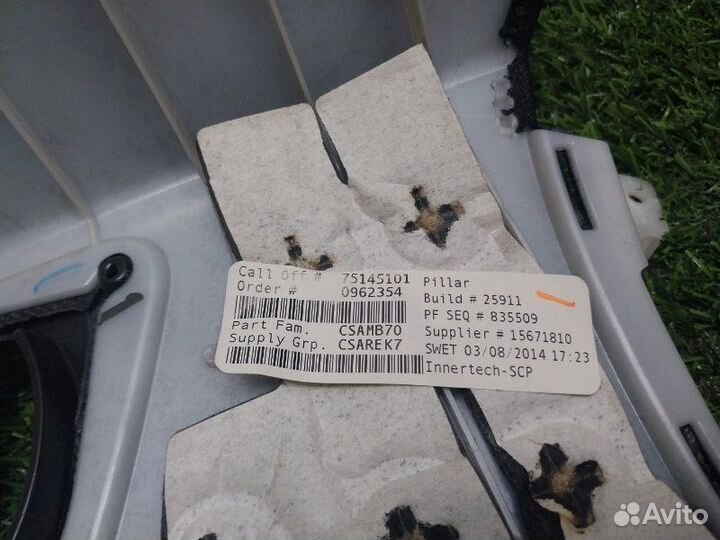 Call Off # 75145101
Order # 0962354
Part Fam. CSAMB70
Supply Grp. CSAREK7
Pillar
Build # 25911
PF SEQ # 835509
Supplier # 15671810
SWET 03/08/2014 17:23
Innertech-SCP
Avito